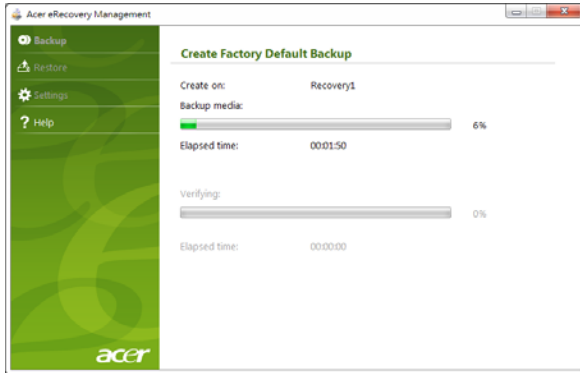 Acer eRecovery Management
Backup
Restore
Settings
? Help
Create Factory Default Backup
Create on: Recovery1
Backup media:
6%
Elapsed time: 00:01:50
Verifying:
0%
Elapsed time: 00:00:00
acer